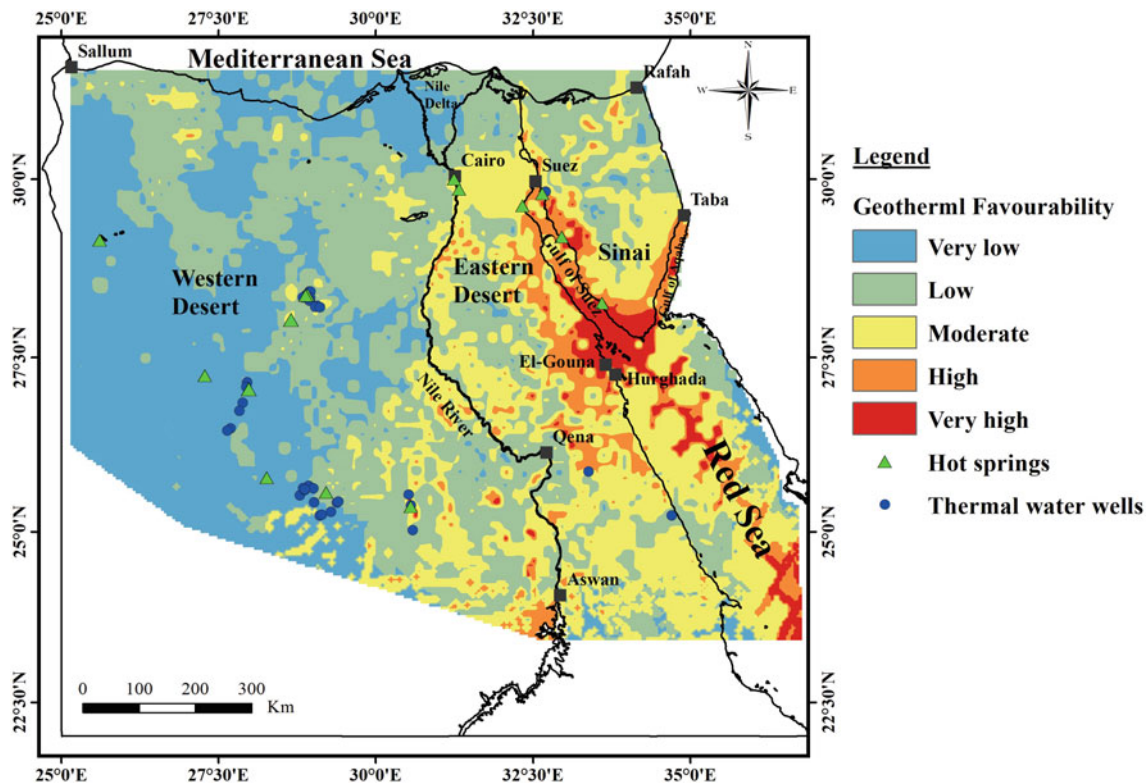 25°0'E 27°30'E 30°0'E 32°30'E 35°0'E
Sallum
Mediterranean Sea
Rafah
N
W E
S
Nile
Delta
Cairo
Suez
Taba
30°0'N
30°0'N
Sinai
Gulf of Suez
Gulf of Aqaba
Western
Desert
Eastern
Desert
27°30'N
27°30'N
El-Gouna
Hurghada
Nile River
Qena
Red Sea
25°0'N
25°0'N
Aswan
0 100 200 300
Km
22°30'N
22°30'N
25°0'E 27°30'E 30°0'E 32°30'E 35°0'E
Legend
Geotherml Favourability
Very low
Low
Moderate
High
Very high
Hot springs
Thermal water wells